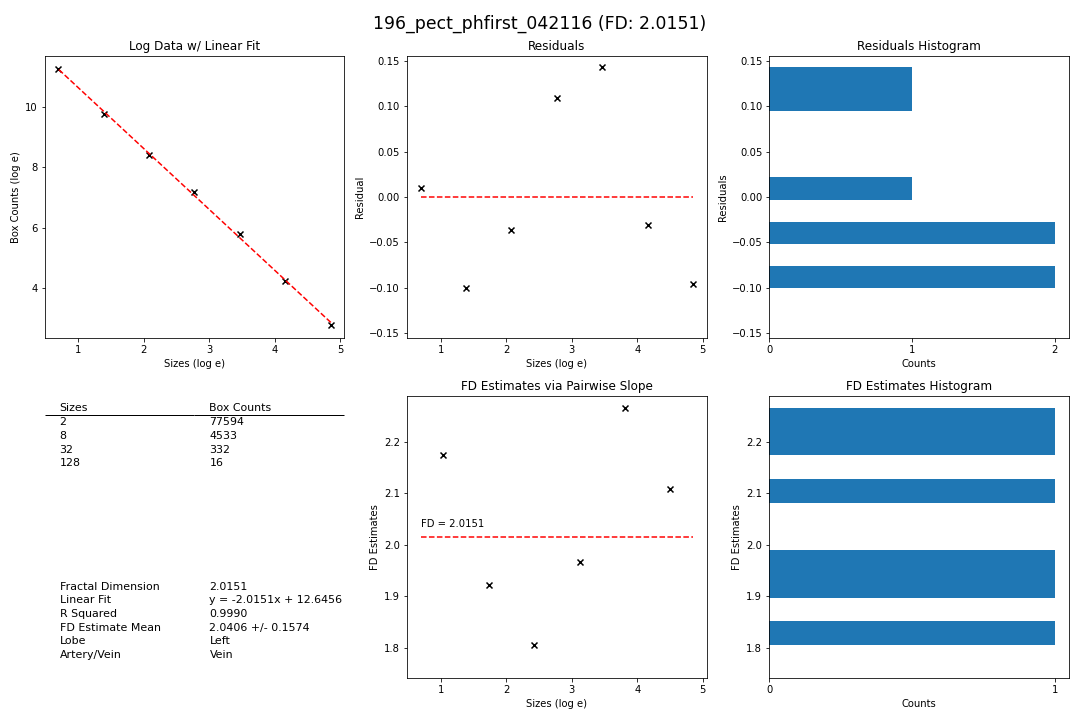 196_pect_phfirst_042116 (FD: 2.0151)
Log Data w/ Linear Fit
Box Counts (log e)
10
8
6
4
1 2 3 4 5
Sizes (log e)
Residuals
Residual
0.15
0.10
0.05
0.00
−0.05
−0.10
−0.15
1 2 3 4 5
Sizes (log e)
Residuals Histogram
Residuals
0.15
0.10
0.05
0.00
−0.05
−0.10
−0.15
0 1 2
Counts
Sizes Box Counts
2 77594
8 4533
32 332
128 16
Fractal Dimension 2.0151
Linear Fit y = -2.0151x + 12.6456
R Squared 0.9990
FD Estimate Mean 2.0406 +/- 0.1574
Lobe Left
Artery/Vein Vein
FD Estimates via Pairwise Slope
FD Estimates
2.2
2.1
2.0
1.9
1.8
FD = 2.0151
1 2 3 4 5
Sizes (log e)
FD Estimates Histogram
FD Estimates
2.2
2.1
2.0
1.9
1.8
0 1
Counts